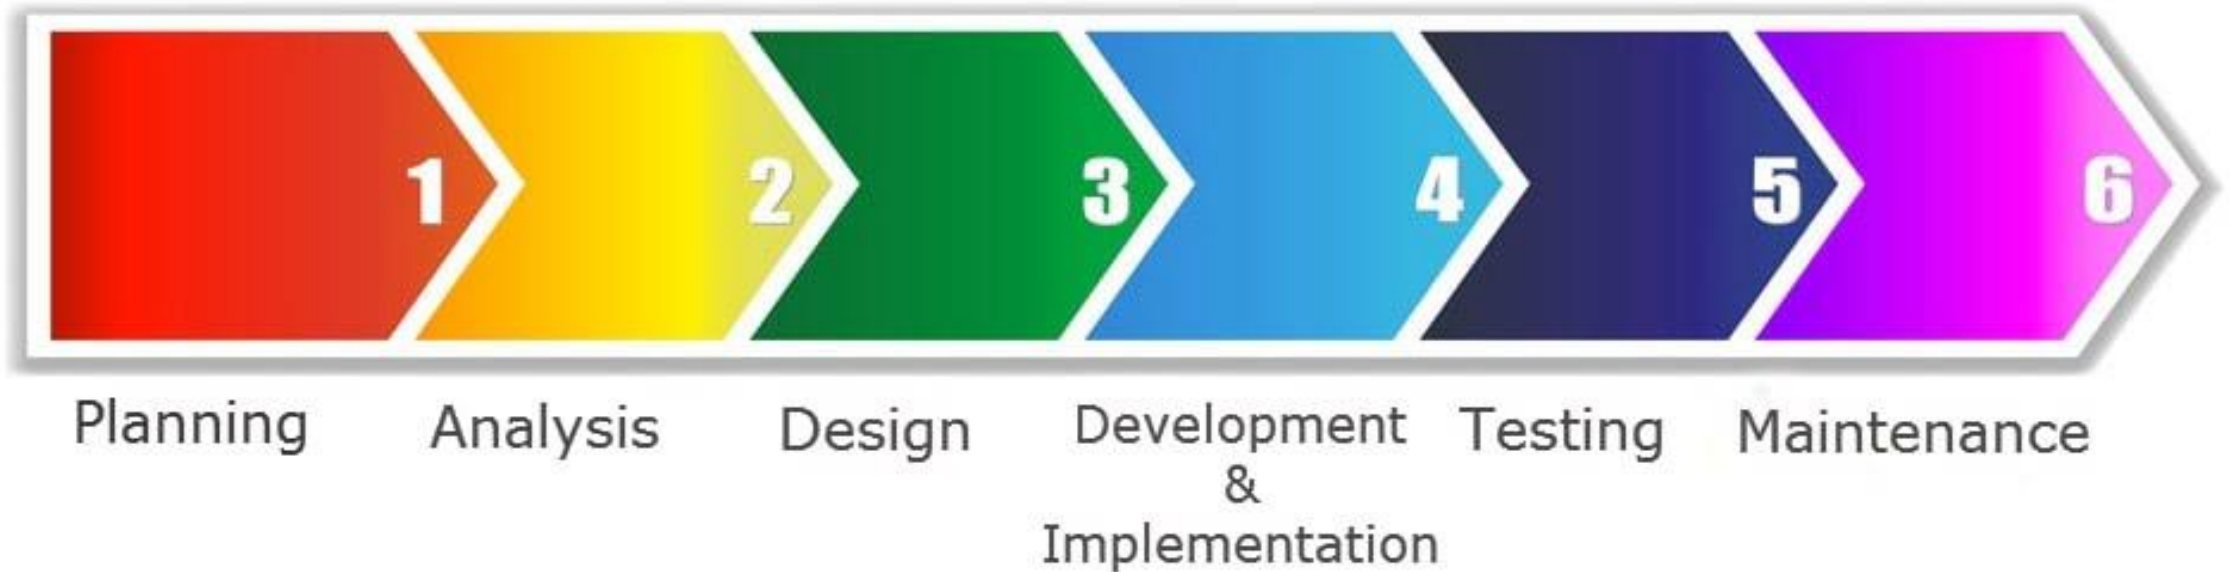 1 2 3 4 5 6
Planning Analysis Design Development Testing Maintenance
&
Implementation